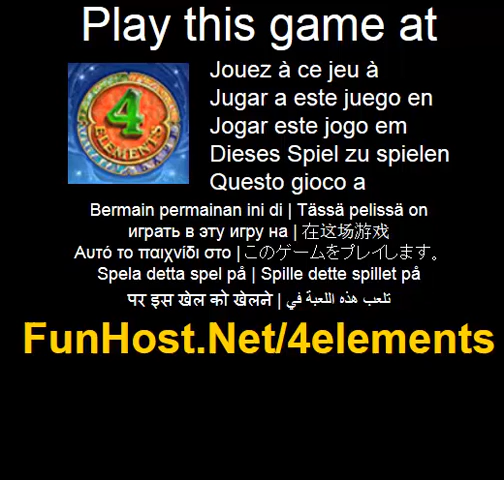 Play this game at
4
ELEMENTS
Jouez à ce jeu à
Jugar a este juego en
Jogar este jogo em
Dieses Spiel zu spielen
Questo gioco a
Bermain permainan ini di | Tässä pelissä on
играть в эту игру на | 在这场游戏
Αυτό το παιχνίδι στο | このゲームをプレイします。
Spela detta spel på | Spille dette spillet på
पर इस खेल को खेलने | تلعب هذه اللعبة في
FunHost.Net/4elements